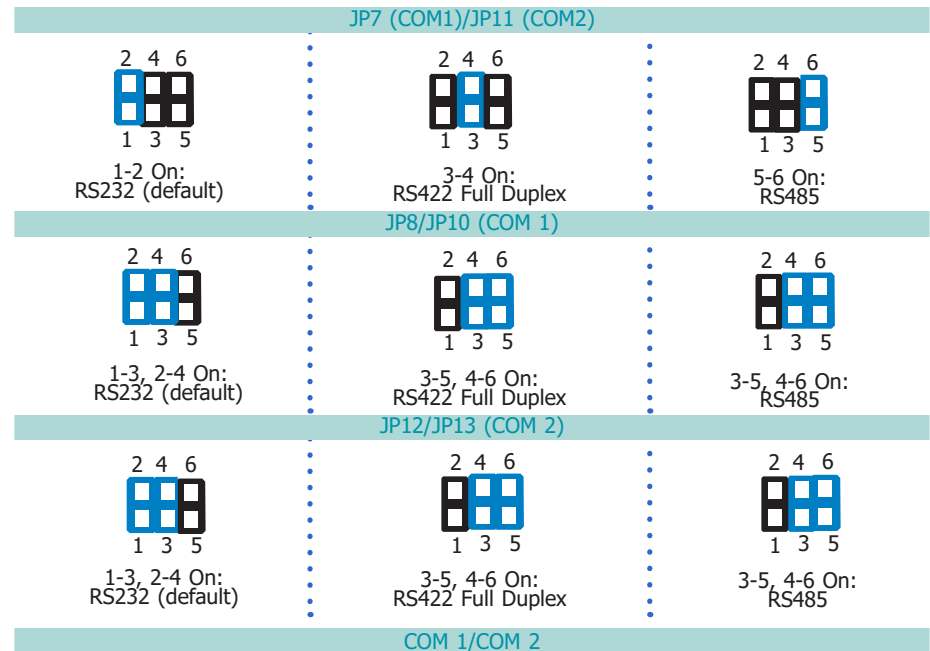 JP7 (COM1)/JP11 (COM2)
2 4 6
1 3 5
1-2 On:
RS232 (default)
2 4 6
1 3 5
3-4 On:
RS422 Full Duplex
2 4 6
1 3 5
5-6 On:
RS485
JP8/JP10 (COM 1)
2 4 6
1 3 5
1-3, 2-4 On:
RS232 (default)
2 4 6
1 3 5
3-5, 4-6 On:
RS422 Full Duplex
2 4 6
1 3 5
3-5, 4-6 On:
RS485
JP12/JP13 (COM 2)
2 4 6
1 3 5
1-3, 2-4 On:
RS232 (default)
2 4 6
1 3 5
3-5, 4-6 On:
RS422 Full Duplex
2 4 6
1 3 5
3-5, 4-6 On:
RS485
COM 1/COM 2